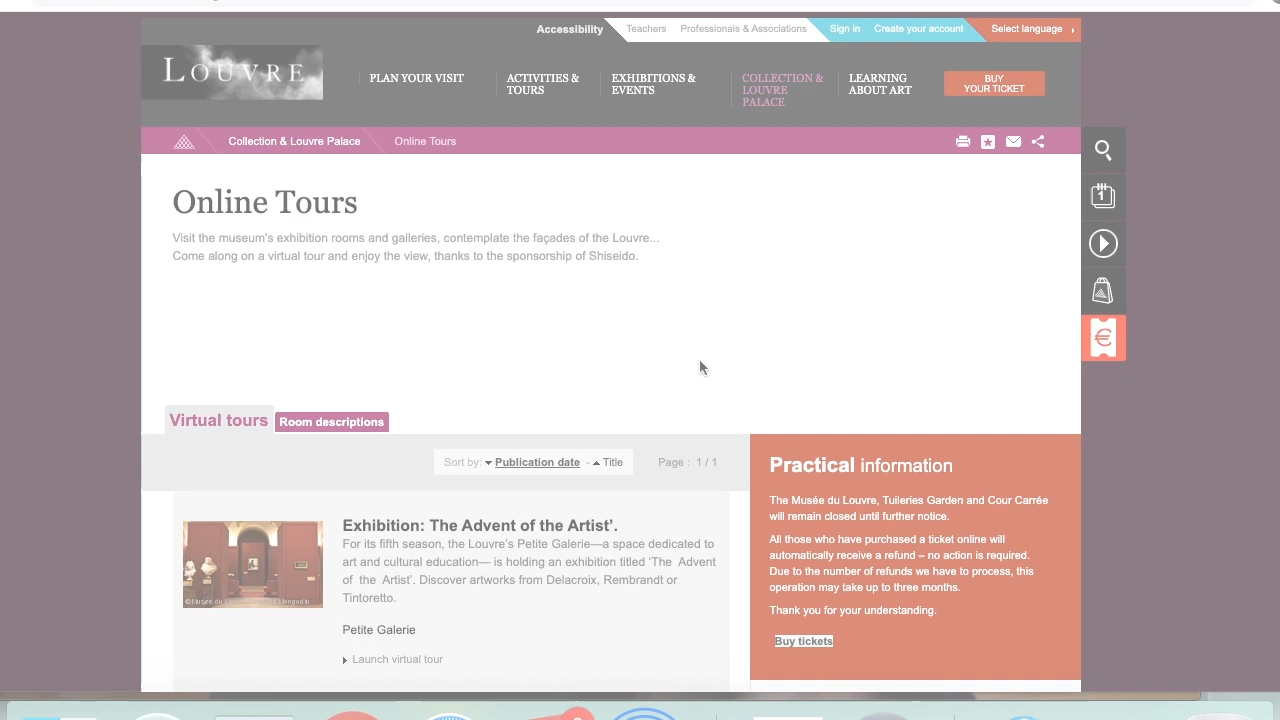 Accessibility
Teachers
Professionals & Associations
Sign in
Create your account
Select language
LOUVRE
PLAN YOUR VISIT
ACTIVITIES &
TOURS
EXHIBITIONS &
EVENTS
COLLECTION &
LOUVRE
PALACE
LEARNING
ABOUT ART
BUY
YOUR TICKET
Collection & Louvre Palace
Online Tours
1
Online Tours
Visit the museum's exhibition rooms and galleries, contemplate the façades of the Louvre...
Come along on a virtual tour and enjoy the view, thanks to the sponsorship of Shiseido.
€
Virtual tours
Room descriptions
Sort by: Publication date - Title
Page : 1 / 1
Exhibition: The Advent of the Artist’.
For its fifth season, the Louvre’s Petite Galerie—a space dedicated to
art and cultural education— is holding an exhibition titled ‘The Advent
of the Artist’. Discover artworks from Delacroix, Rembrandt or
Tintoretto.
Petite Galerie
Launch virtual tour
©Musée du
Practical information
The Musée du Louvre, Tuileries Garden and Cour Carrée
will remain closed until further notice.
All those who have purchased a ticket online will
automatically receive a refund – no action is required.
Due to the number of refunds we have to process, this
operation may take up to three months.
Thank you for your understanding.
Buy tickets